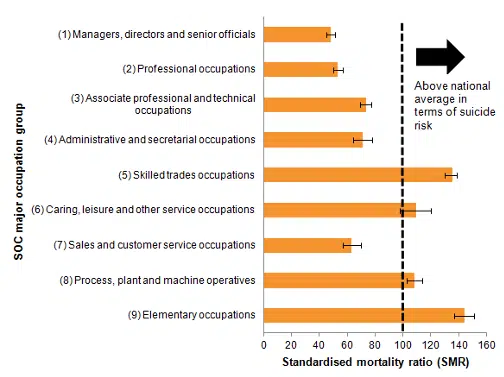 (1) Managers, directors and senior officials
(2) Professional occupations
(3) Associate professional and technical
occupations
(4) Administrative and secretarial occupations
(5) Skilled trades occupations
(6) Caring, leisure and other service occupations
(7) Sales and customer service occupations
(8) Process, plant and machine operatives
(9) Elementary occupations
SOC major occupation group
Above national
average in
terms of suicide
risk
0 20 40 60 80 100 120 140 160
Standardised mortality ratio (SMR)